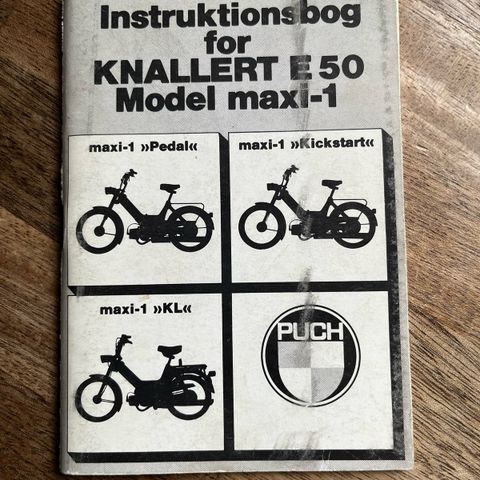 Instruktionsbog
for
KNALLERT E 50
Model maxi-1
maxi-1 »Pedal«
maxi-1 »Kickstart«
maxi-1 »KL«
PUCH